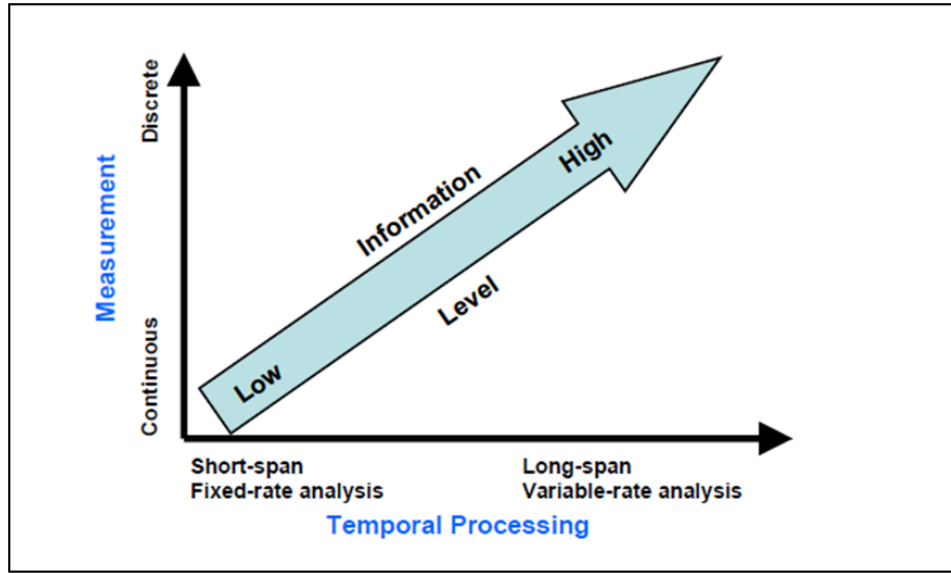 Discrete
Measurement
Continuous
Information
Level
High
Low
Short-span
Fixed-rate analysis
Long-span
Variable-rate analysis
Temporal Processing